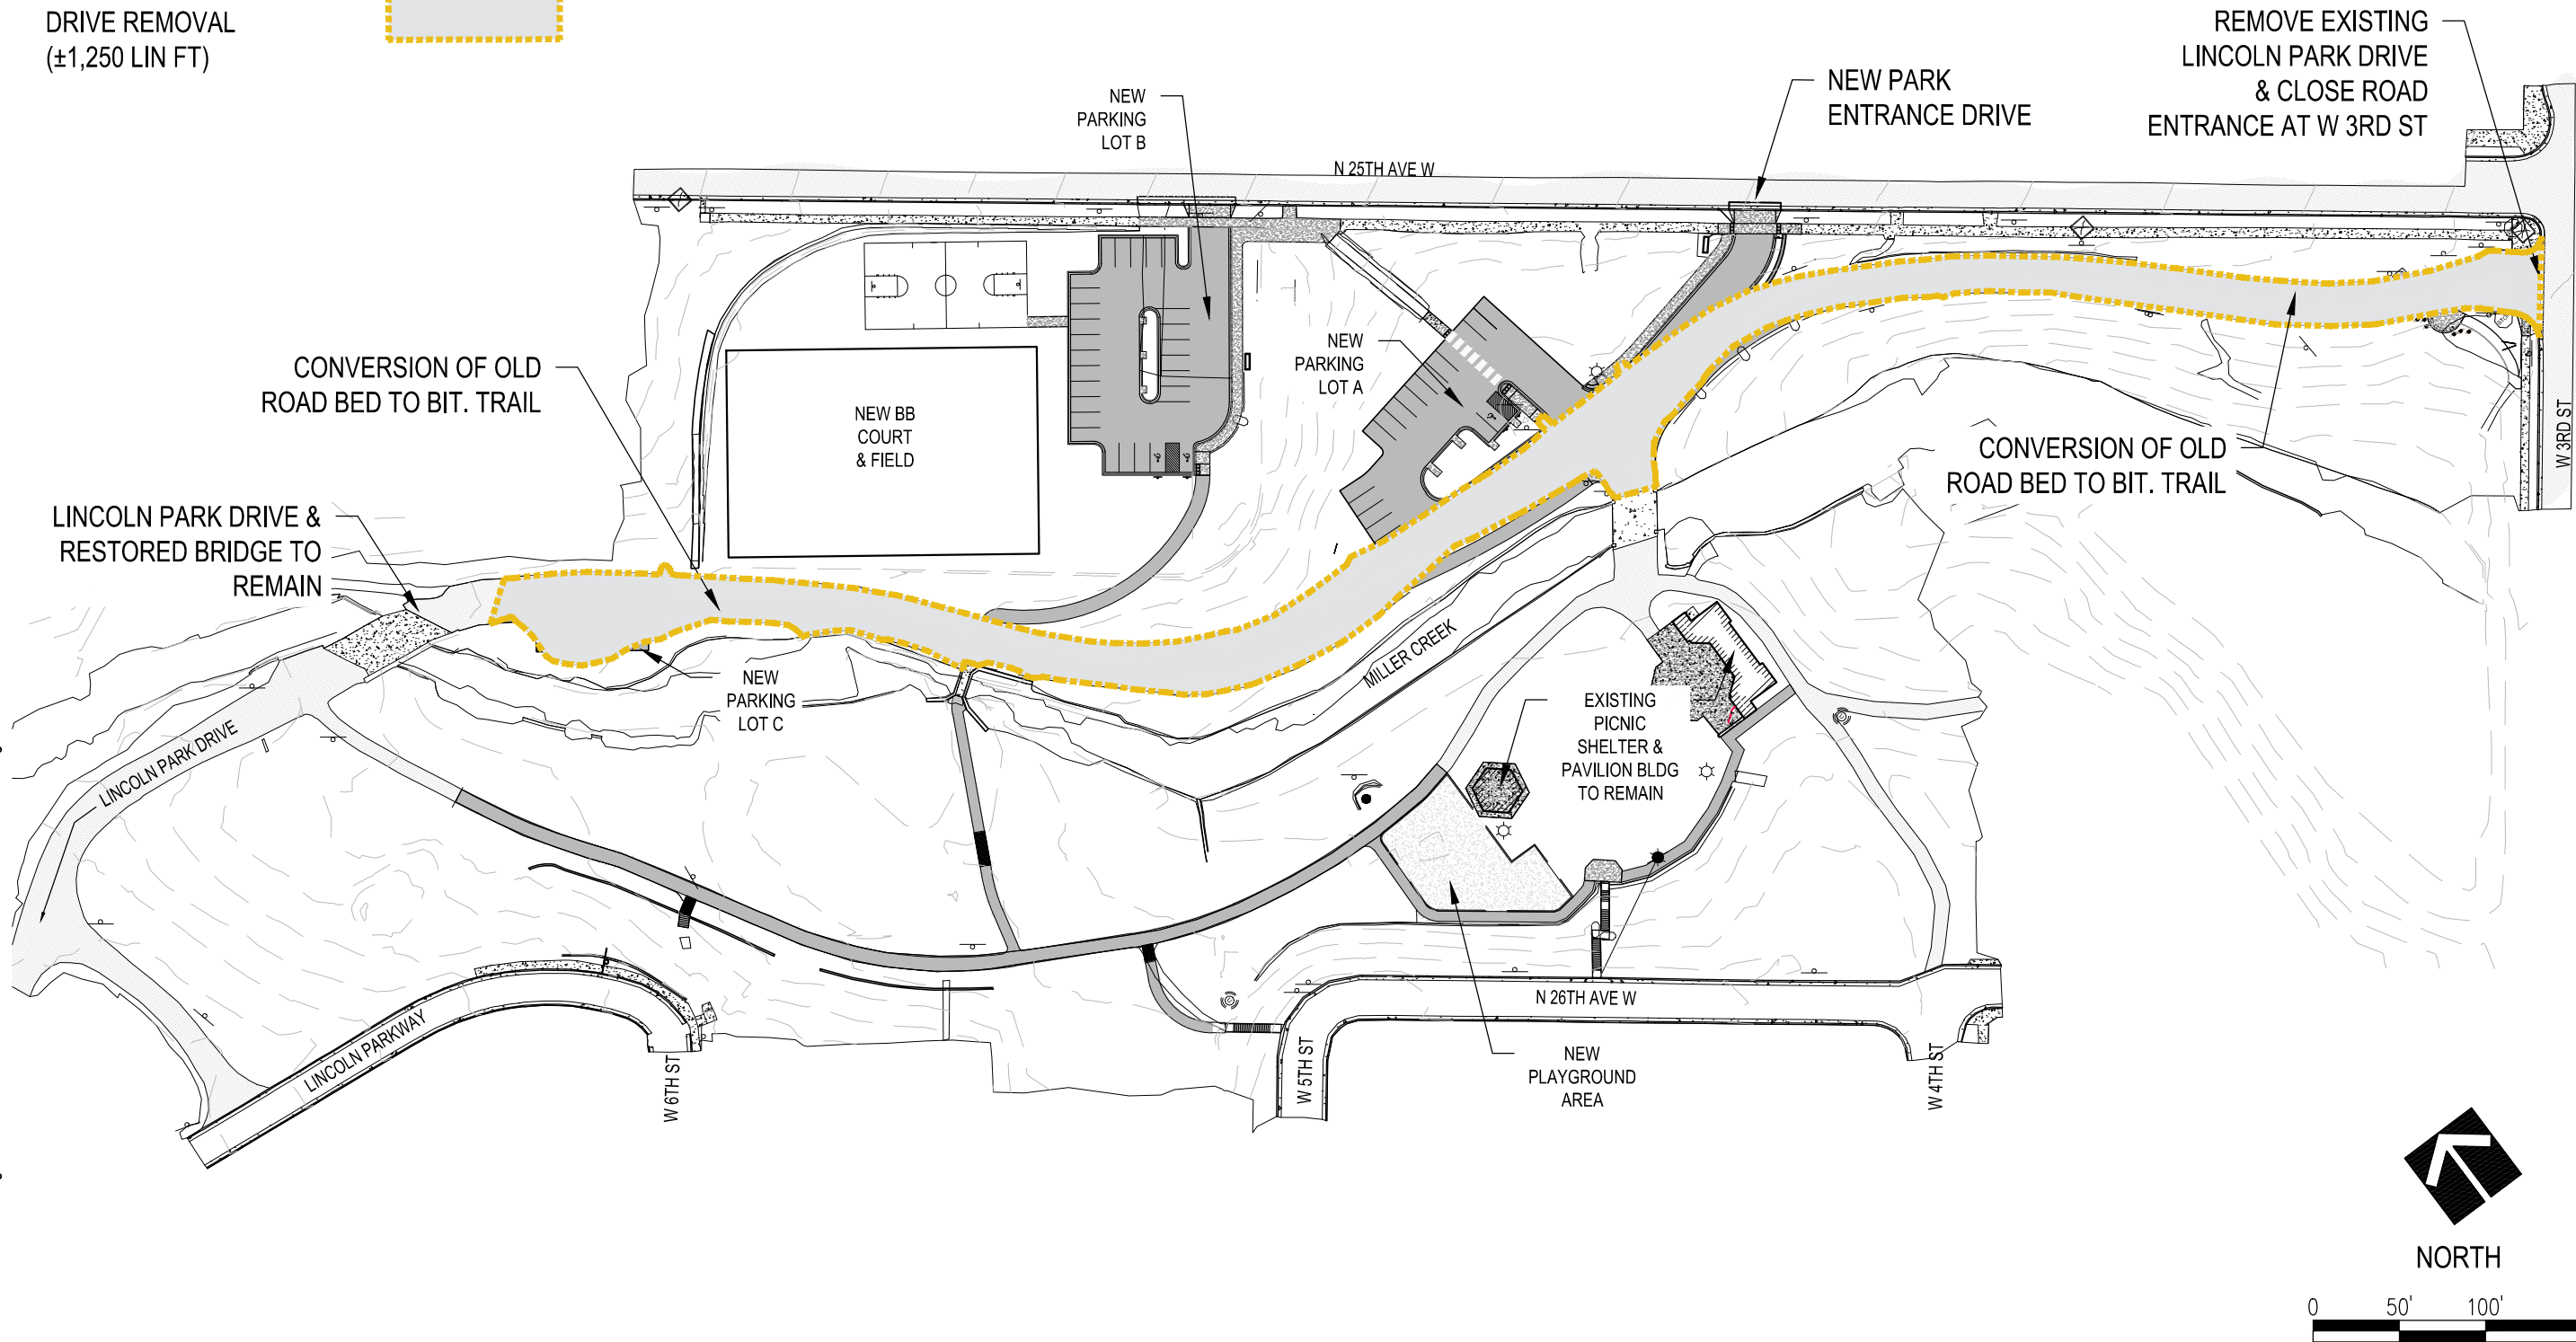 DRIVE REMOVAL
(±1,250 LIN FT)
REMOVE EXISTING
LINCOLN PARK DRIVE
& CLOSE ROAD
ENTRANCE AT W 3RD ST
NEW PARK
ENTRANCE DRIVE
NEW
PARKING
LOT B
N 25TH AVE W
NEW
PARKING
LOT A
CONVERSION OF OLD
ROAD BED TO BIT. TRAIL
NEW BB
COURT
& FIELD
W 3RD ST
CONVERSION OF OLD
ROAD BED TO BIT. TRAIL
LINCOLN PARK DRIVE &
RESTORED BRIDGE TO
REMAIN
MILLER CREEK
NEW
PARKING
LOT C
EXISTING
PICNIC
SHELTER &
PAVILION BLDG
TO REMAIN
LINCOLN PARK DRIVE
N 26TH AVE W
LINCOLN PARKWAY
W 6TH ST
W 5TH ST
W 4TH ST
NEW
PLAYGROUND
AREA
NORTH
0 50' 100'